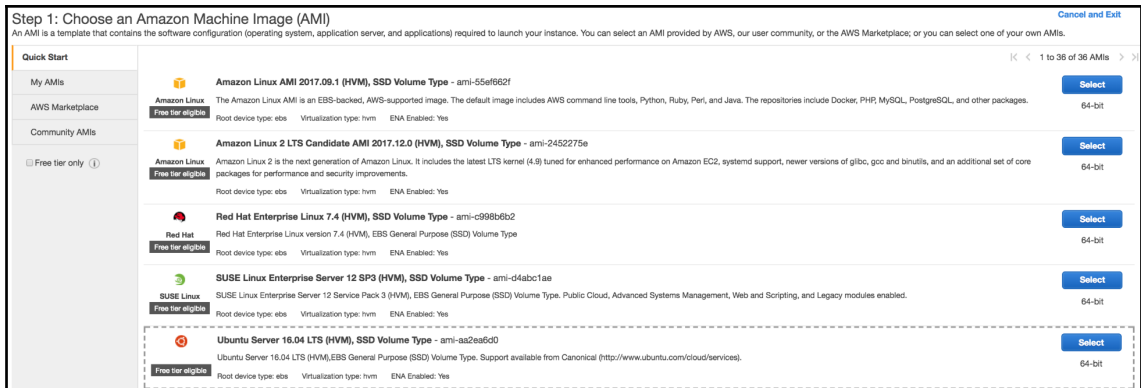 Step 1: Choose an Amazon Machine Image (AMI)
Cancel and Exit
An AMI is a template that contains the software configuration (operating system, application server, and applications) required to launch your instance. You can select an AMI provided by AWS, our user community, or the AWS Marketplace; or you can select one of your own AMIs.
Quick Start
My AMIs
AWS Marketplace
Community AMIs
Free tier only
1 to 36 of 36 AMIs
Amazon Linux
Free tier eligible
Amazon Linux AMI 2017.09.1 (HVM), SSD Volume Type - ami-55ef662f
The Amazon Linux AMI is an EBS-backed, AWS-supported image. The default image includes AWS command line tools, Python, Ruby, Perl, and Java. The repositories include Docker, PHP, MySQL, PostgreSQL, and other packages.
Root device type: ebs Virtualization type: hvm ENA Enabled: Yes
Select
64-bit
Amazon Linux
Free tier eligible
Amazon Linux 2 LTS Candidate AMI 2017.12.0 (HVM), SSD Volume Type - ami-2452275e
Amazon Linux 2 is the next generation of Amazon Linux. It includes the latest LTS kernel (4.9) tuned for enhanced performance on Amazon EC2, systemd support, newer versions of glibc, gcc and binutils, and an additional set of core
packages for performance and security improvements.
Root device type: ebs Virtualization type: hvm ENA Enabled: Yes
Select
64-bit
Red Hat
Free tier eligible
Red Hat Enterprise Linux 7.4 (HVM), SSD Volume Type - ami-c998b6b2
Red Hat Enterprise Linux version 7.4 (HVM), EBS General Purpose (SSD) Volume Type
Root device type: ebs Virtualization type: hvm ENA Enabled: Yes
Select
64-bit
SUSE Linux
Free tier eligible
SUSE Linux Enterprise Server 12 SP3 (HVM), SSD Volume Type - ami-d4abc1ae
SUSE Linux Enterprise Server 12 Service Pack 3 (HVM), EBS General Purpose (SSD) Volume Type. Public Cloud, Advanced Systems Management, Web and Scripting, and Legacy modules enabled.
Root device type: ebs Virtualization type: hvm ENA Enabled: Yes
Select
64-bit
Free tier eligible
Ubuntu Server 16.04 LTS (HVM), SSD Volume Type - ami-aa2ea6d0
Ubuntu Server 16.04 LTS (HVM),EBS General Purpose (SSD) Volume Type. Support available from Canonical (http://www.ubuntu.com/cloud/services).
Root device type: ebs Virtualization type: hvm ENA Enabled: Yes
Select
64-bit